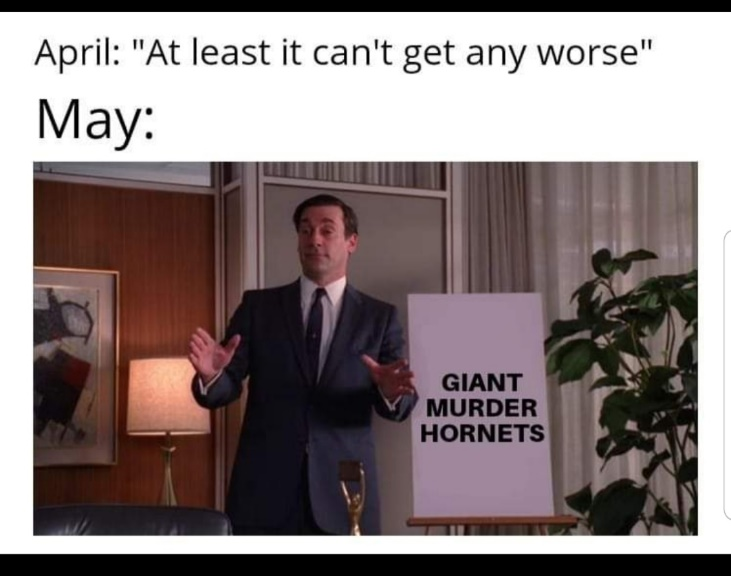 April: "At least it can't get any worse"
May:
GIANT
MURDER
HORNETS